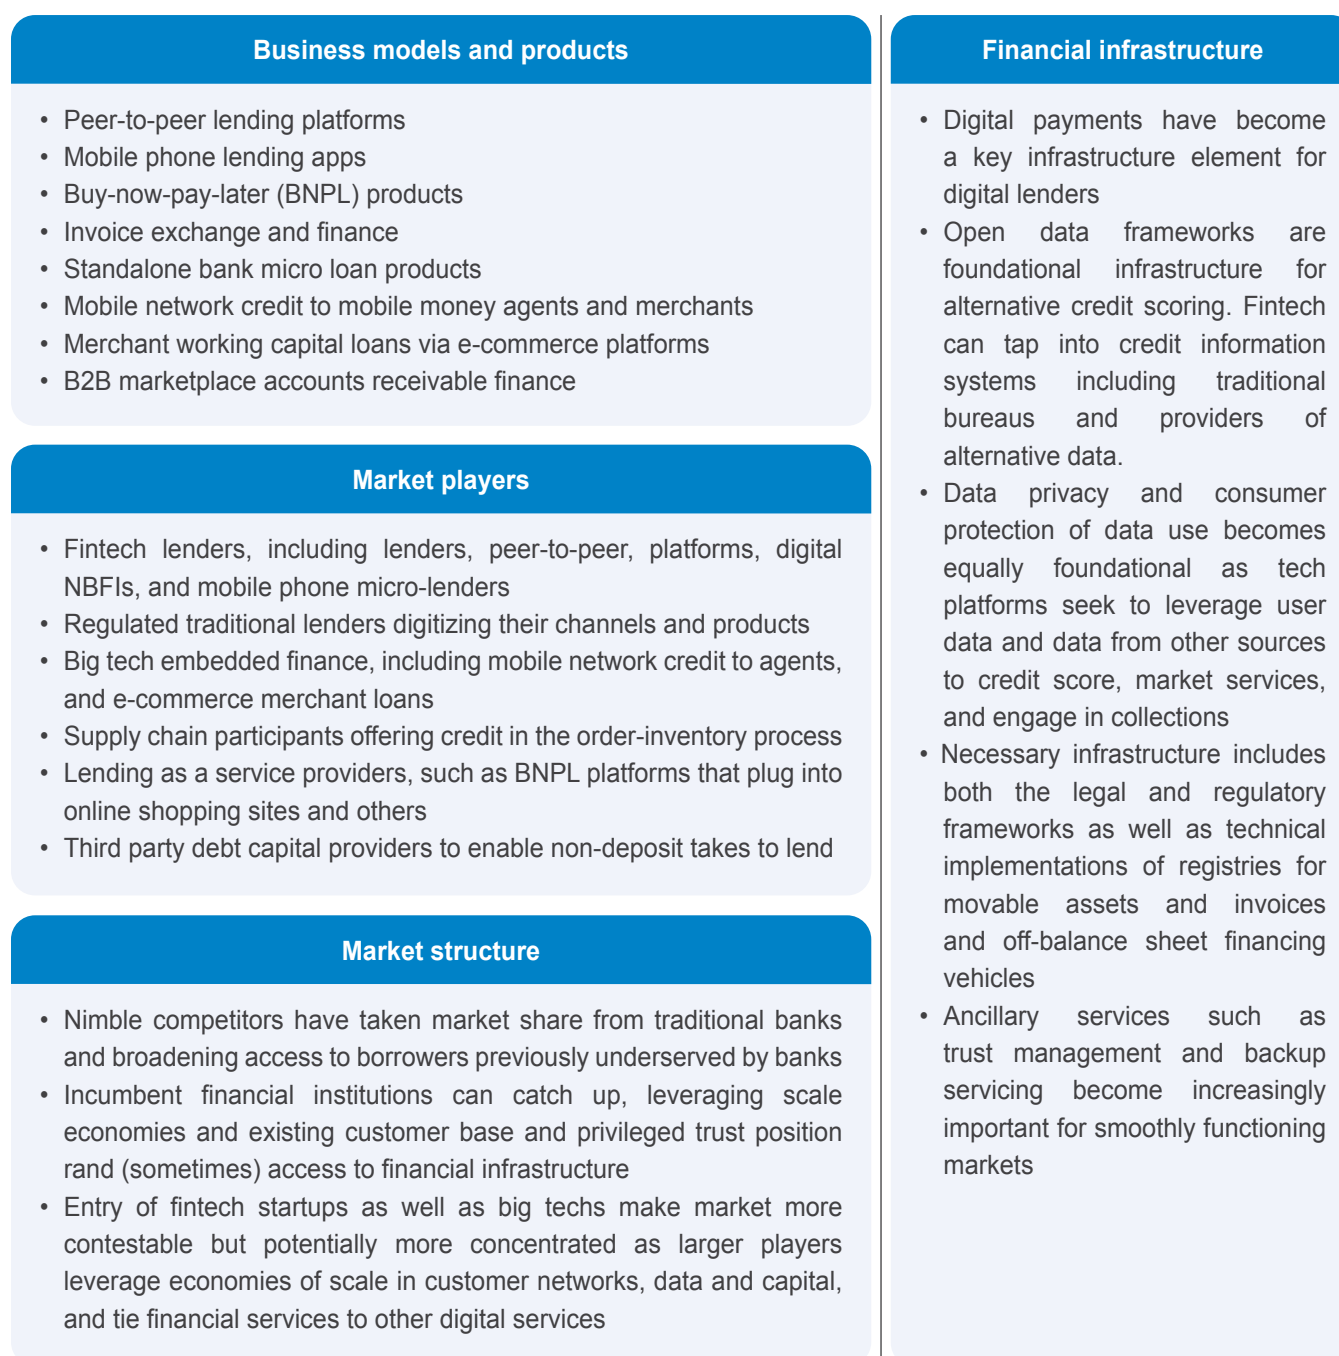 Business models and products
• Peer-to-peer lending platforms
• Mobile phone lending apps
• Buy-now-pay-later (BNPL) products
• Invoice exchange and finance
• Standalone bank micro loan products
• Mobile network credit to mobile money agents and merchants
• Merchant working capital loans via e-commerce platforms
• B2B marketplace accounts receivable finance
Market players
• Fintech lenders, including lenders, peer-to-peer, platforms, digital
NBFIs, and mobile phone micro-lenders
• Regulated traditional lenders digitizing their channels and products
• Big tech embedded finance, including mobile network credit to agents,
and e-commerce merchant loans
• Supply chain participants offering credit in the order-inventory process
• Lending as a service providers, such as BNPL platforms that plug into
online shopping sites and others
• Third party debt capital providers to enable non-deposit takes to lend
Market structure
• Nimble competitors have taken market share from traditional banks
and broadening access to borrowers previously underserved by banks
• Incumbent financial institutions can catch up, leveraging scale
economies and existing customer base and privileged trust position
rand (sometimes) access to financial infrastructure
• Entry of fintech startups as well as big techs make market more
contestable but potentially more concentrated as larger players
leverage economies of scale in customer networks, data and capital,
and tie financial services to other digital services
Financial infrastructure
• Digital payments have become
a key infrastructure element for
digital lenders
• Open data frameworks are
foundational infrastructure for
alternative credit scoring. Fintech
can tap into credit information
systems including traditional
bureaus and providers of
alternative data.
• Data privacy and consumer
protection of data use becomes
equally foundational as tech
platforms seek to leverage user
data and data from other sources
to credit score, market services,
and engage in collections
• Necessary infrastructure includes
both the legal and regulatory
frameworks as well as technical
implementations of registries for
movable assets and invoices
and off-balance sheet financing
vehicles
• Ancillary services such as
trust management and backup
servicing become increasingly
important for smoothly functioning
markets